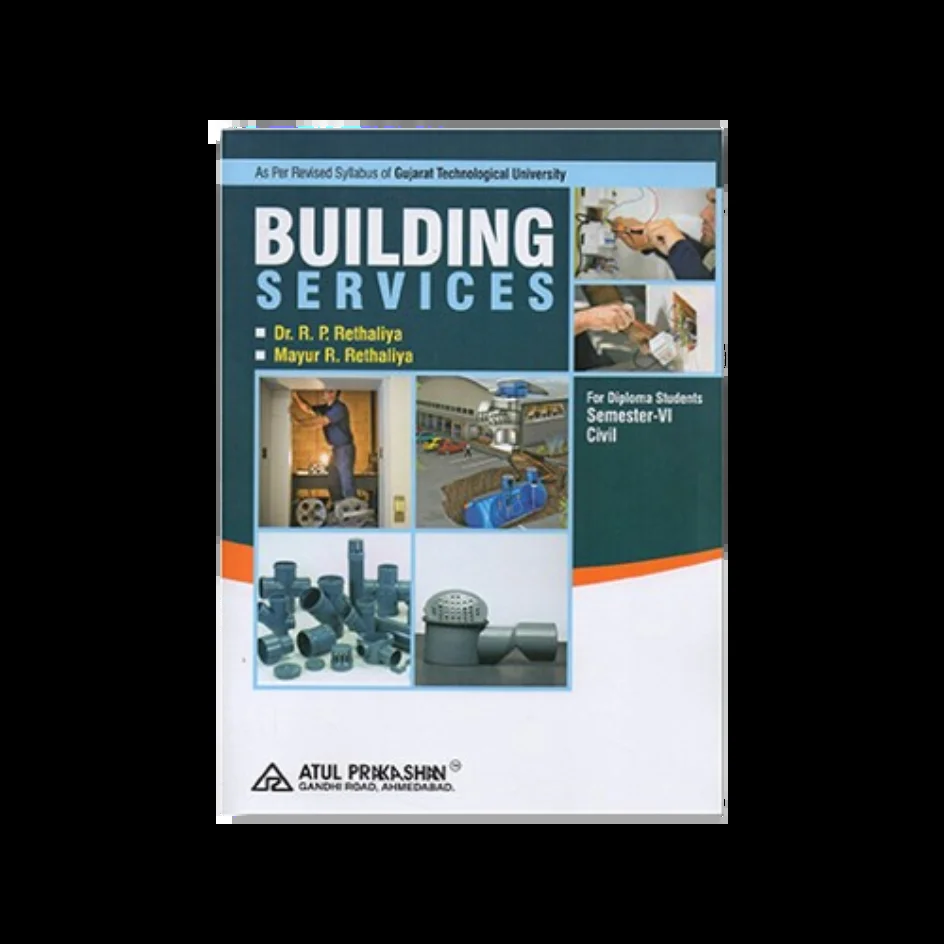 As Per Revised Syllabus of Gujarat Technological University
BUILDING
SERVICES
Dr. R. P. Rethaliya
Mayur R. Rethaliya
For Diploma Students
Semester-VI
Civil
ATUL PRAKASHAN
GANDHI ROAD, AHMEDABAD.